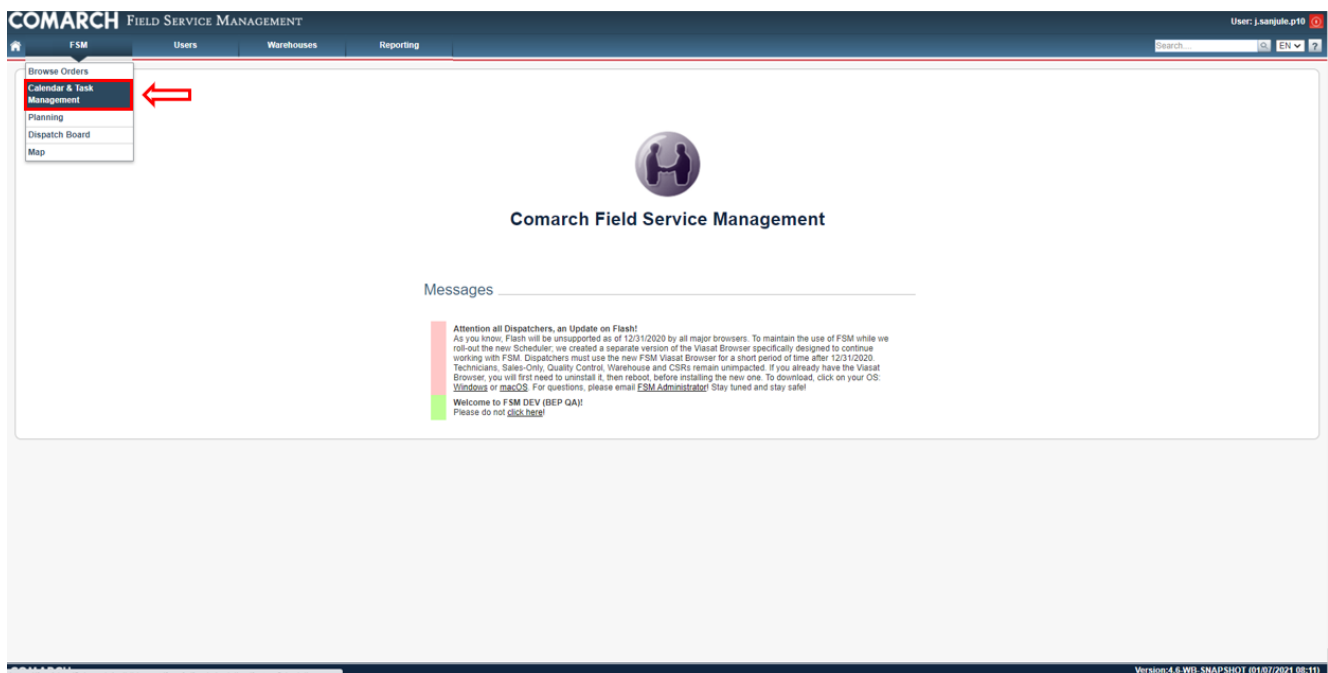 COMARCH FIELD SERVICE MANAGEMENT
User: j.sanjule.p10
FSM Users Warehouses Reporting
Search... EN ?
Browse Orders
Calendar & Task
Management
Planning
Dispatch Board
Map
Comarch Field Service Management
Messages
Attention all Dispatchers, an Update on Flash!
As you know, Flash will be unsupported as of 12/31/2020 by all major browsers. To maintain the use of FSM while we
roll-out the new Scheduler, we created a separate version of the Viasat Browser specifically designed to continue
working with FSM. Dispatchers must use the new FSM Viasat Browser for a short period of time after 12/31/2020.
Technicians, Sales-Only, Quality Control, Warehouse and CSRs remain unimpacted. If you already have the Viasat
Browser, you will first need to uninstall it, then reboot, before installing the new one. To download, click on your OS:
Windows or macOS. For questions, please email FSM Administrator! Stay tuned and stay safe!
Welcome to FSM DEV (BEP QA)!
Please do not click here!
Version:4.6-WB-SNAPSHOT (01/07/2021 08:11)